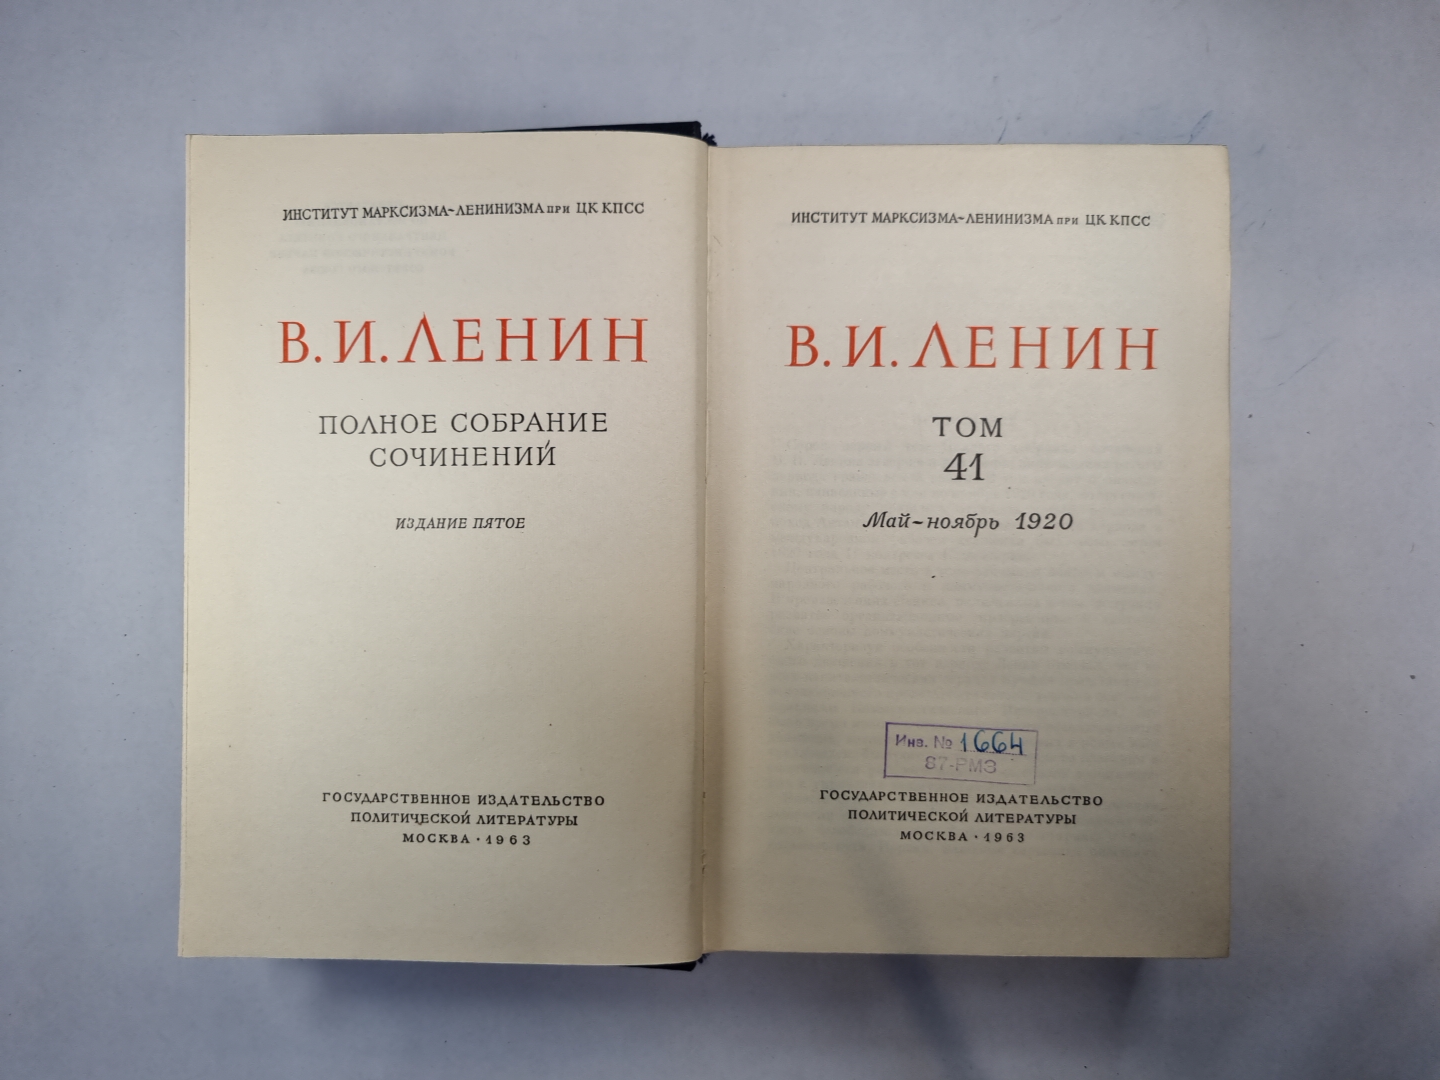 ИНСТИТУТ МАРКСИЗМА-ЛЕНИНИЗМА ПРИ ЦК КПСС
В. И. ЛЕНИН
ПОЛНОЕ СОБРАНИЕ
СОЧИНЕНИЙ
ИЗДАНИЕ ПЯТОЕ
ГОСУДАРСТВЕННОЕ ИЗДАТЕЛЬСТВО
ПОЛИТИЧЕСКОЙ ЛИТЕРАТУРЫ
МОСКВА · 1963
ИНСТИТУТ МАРКСИЗМА-ЛЕНИНИЗМА ПРИ ЦК КПСС
В. И. ЛЕНИН
ТОМ
41
Май-ноябрь 1920
Инв. № 1664
87-РМЗ
ГОСУДАРСТВЕННОЕ ИЗДАТЕЛЬСТВО
ПОЛИТИЧЕСКОЙ ЛИТЕРАТУРЫ
МОСКВА · 1963